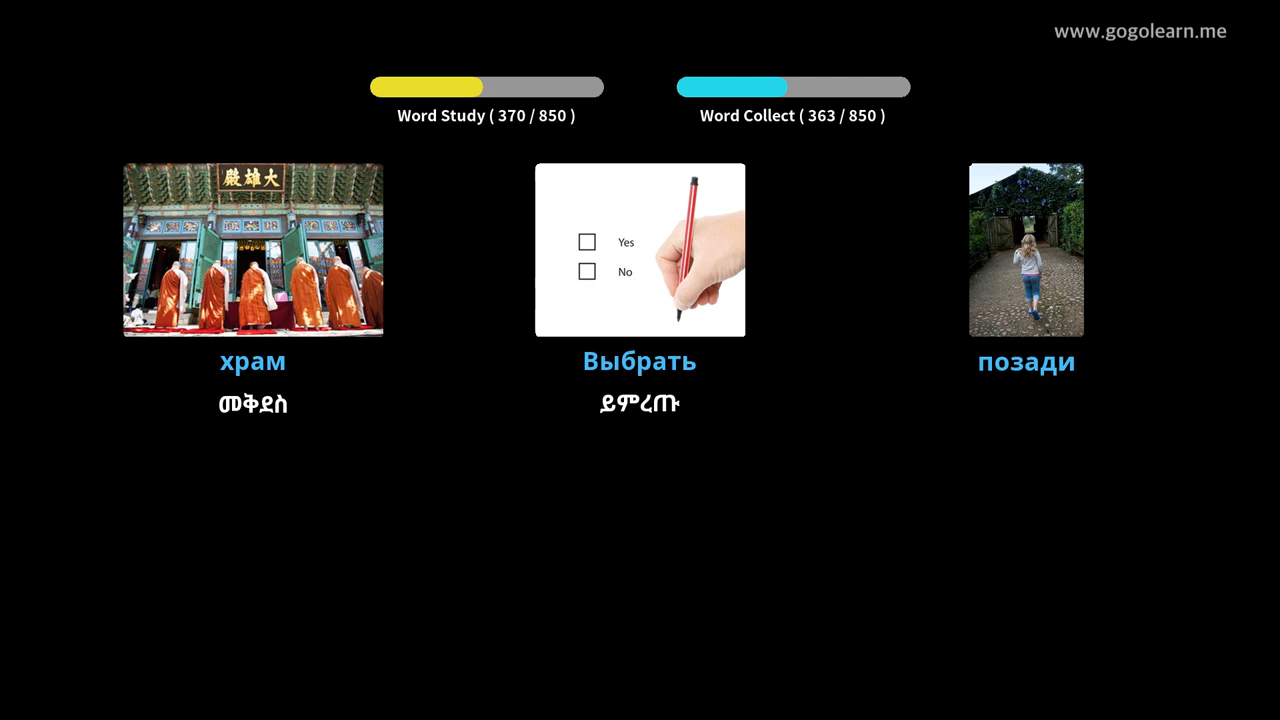 www.gogolearn.me
Word Study ( 370 / 850 )
Word Collect ( 363 / 850 )
殿雄大
Yes
No
храм
Выбрать
позади
መቅደስ
ይምረጡ